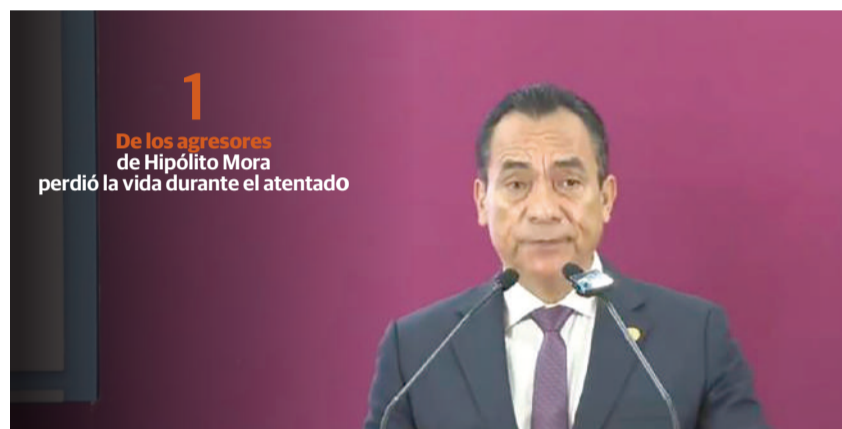 1
De los agresores
de Hipólito Mora
perdió la vida durante el atentado